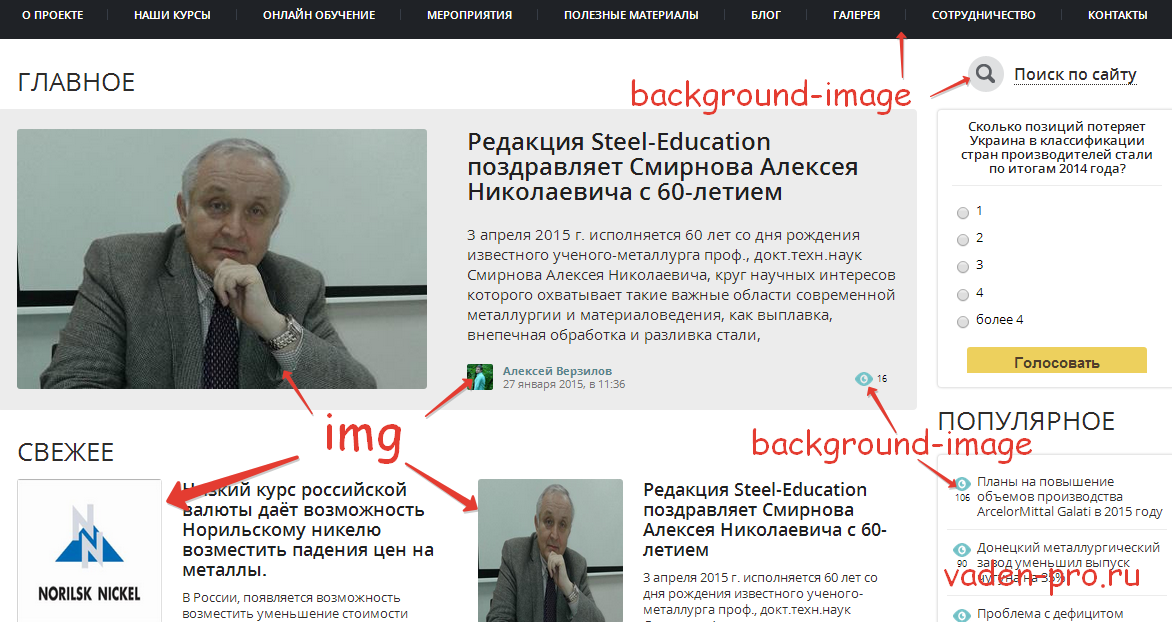 О ПРОЕКТЕ НАШИ КУРСЫ ОНЛАЙН ОБУЧЕНИЕ МЕРОПРИЯТИЯ ПОЛЕЗНЫЕ МАТЕРИАЛЫ БЛОГ ГАЛЕРЕЯ СОТРУДНИЧЕСТВО КОНТАКТЫ
ГЛАВНОЕ
background-image
Поиск по сайту
Редакция Steel-Education
поздравляет Смирнова Алексея
Николаевича с 60-летием
3 апреля 2015 г. исполняется 60 лет со дня рождения
известного ученого-металлурга проф., докт.техн.наук
Смирнова Алексея Николаевича, круг научных интересов
которого охватывает такие важные области современной
металлургии и материаловедения, как выплавка,
внепечная обработка и разливка стали,
Алексей Верзилов
27 января 2015, в 11:36
16
Сколько позиций потеряет
Украина в классификации
стран производителей стали
по итогам 2014 года?
1
2
3
4
более 4
Голосовать
img
background-image
СВЕЖЕЕ
NORILSK NICKEL
Низкий курс российской
валюты даёт возможность
Норильскому никелю
возместить падения цен на
металлы.
В России, появляется возможность
возместить уменьшение стоимости
Редакция Steel-Education
поздравляет Смирнова
Алексея Николаевича с 60-
летием
3 апреля 2015 г. исполняется 60 лет со
дня рождения известного ученого-
металлурга проф., докт.техн.наук
ПОПУЛЯРНОЕ
106
Планы на повышение
объемов производства
ArcelorMittal Galati в 2015 году
90
Донецкий металлургический
завод уменьшил выпуск
чугуна на 35%
vaden-pro.ru
Проблема с дефицитом